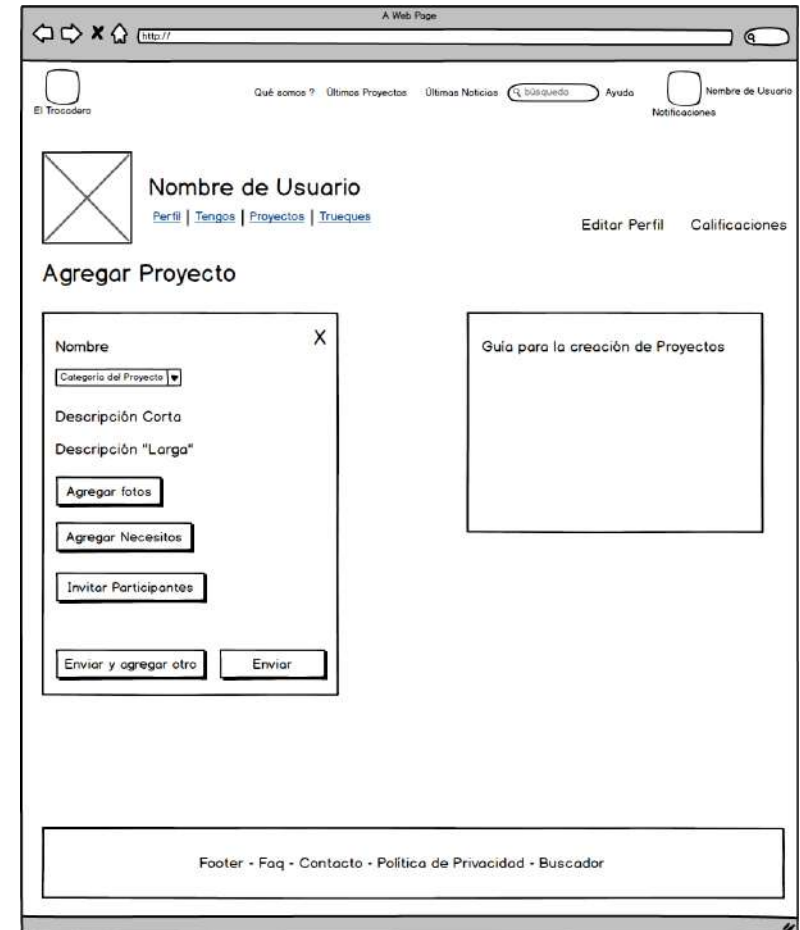 A Web Page
http://
Qué somos ? Últimos Proyectos Últimas Noticias búsqueda Ayuda Nombre de Usuario
El Trocadero
Notificaciones
Nombre de Usuario
Perfil | Tengos | Proyectos | Trueques
Editar Perfil Calificaciones
Agregar Proyecto
Nombre X
Categoría del Proyecto
Descripción Corta
Descripción "Larga"
Agregar fotos
Agregar Necesitos
Invitar Participantes
Enviar y agregar otro Enviar
Guía para la creación de Proyectos
Footer - Faq - Contacto - Política de Privacidad - Buscador